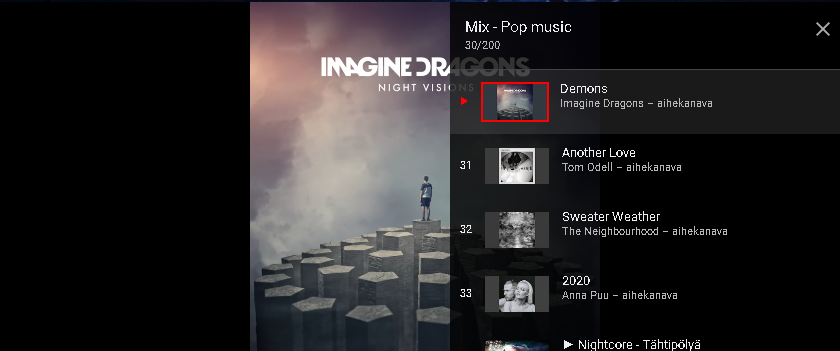 IMAGINE DRAGONS
NIGHT VISIONS
Mix - Pop music
30/200
Demons
Imagine Dragons – aihekanava
31
Another Love
Tom Odell – aihekanava
32
Sweater Weather
The Neighbourhood – aihekanava
33
2020
Anna Puu – aihekanava
▶ Nightcore - Tähtipölyä